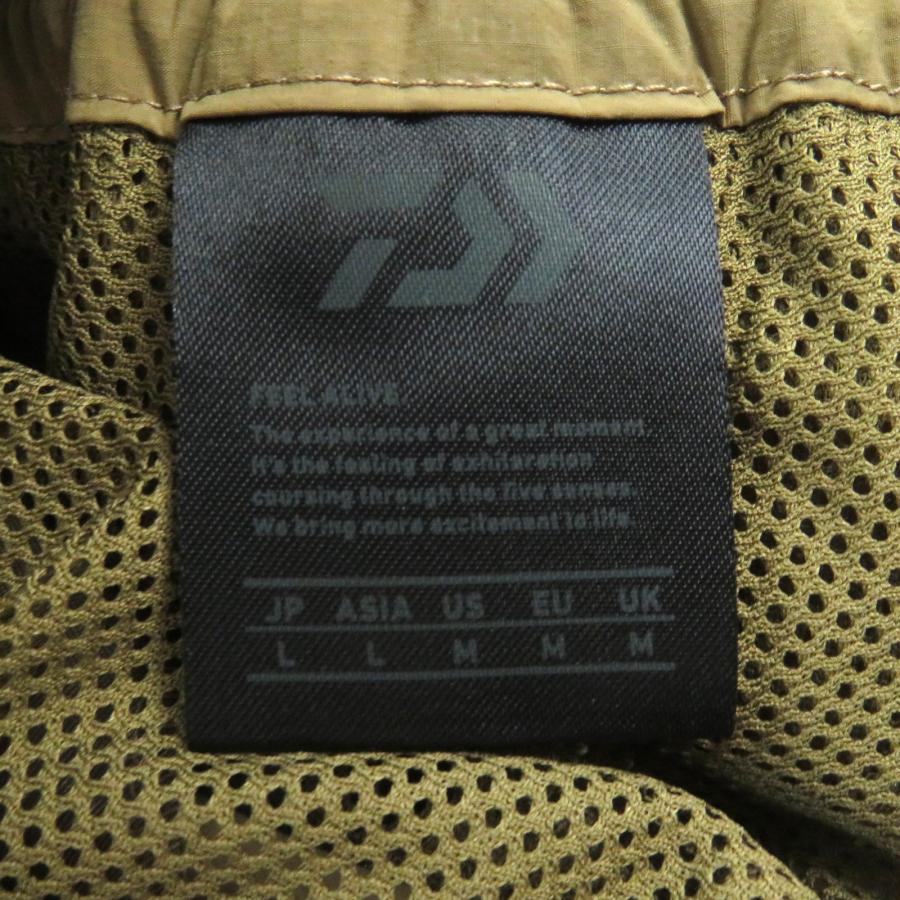 FEEL ALIVE
The experience of a great moment
It's the feeling of exhilaration
coursing through the five senses.
We bring more excitement to life.
JP ASIA US EU UK
L L M M M